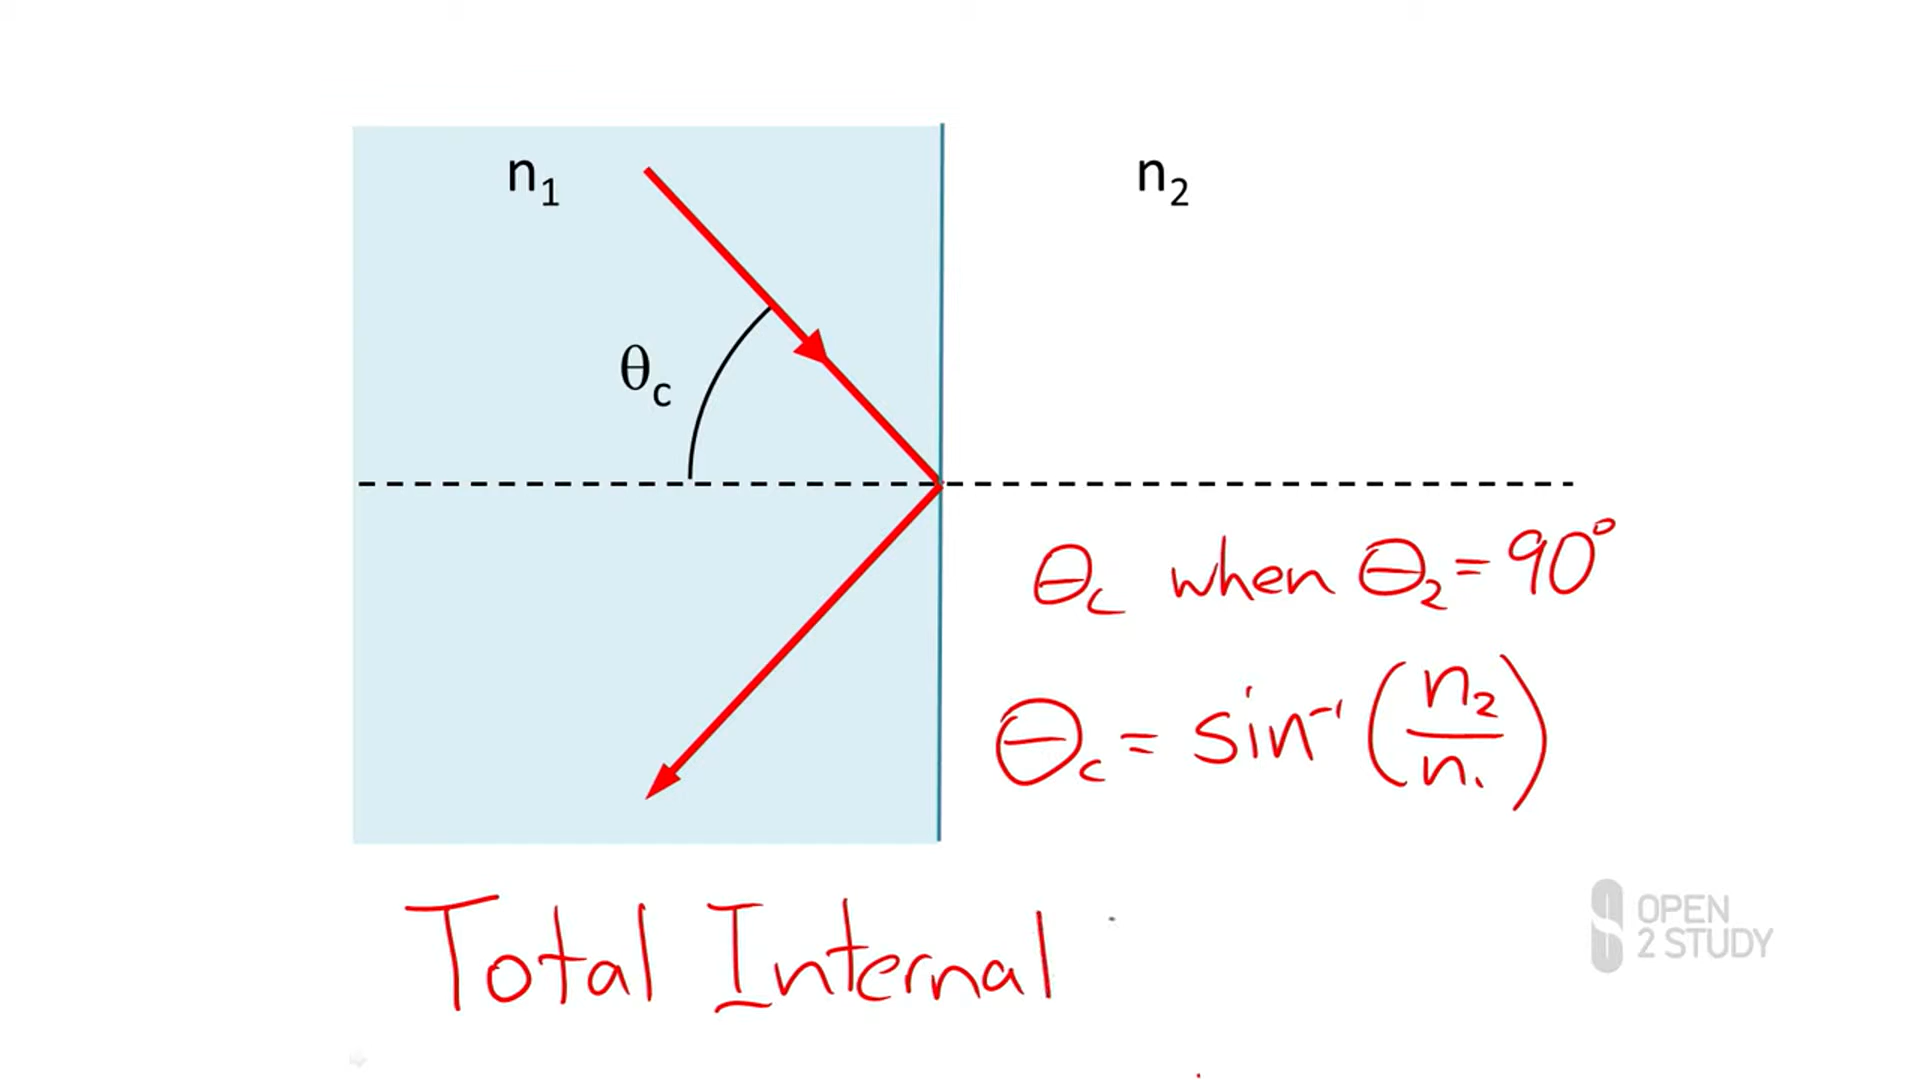 n₁
n₂
θc
θc when θ₂ = 90°
θc = sin⁻¹ (n₂/n₁)
Total Internal
OPEN
2 STUDY